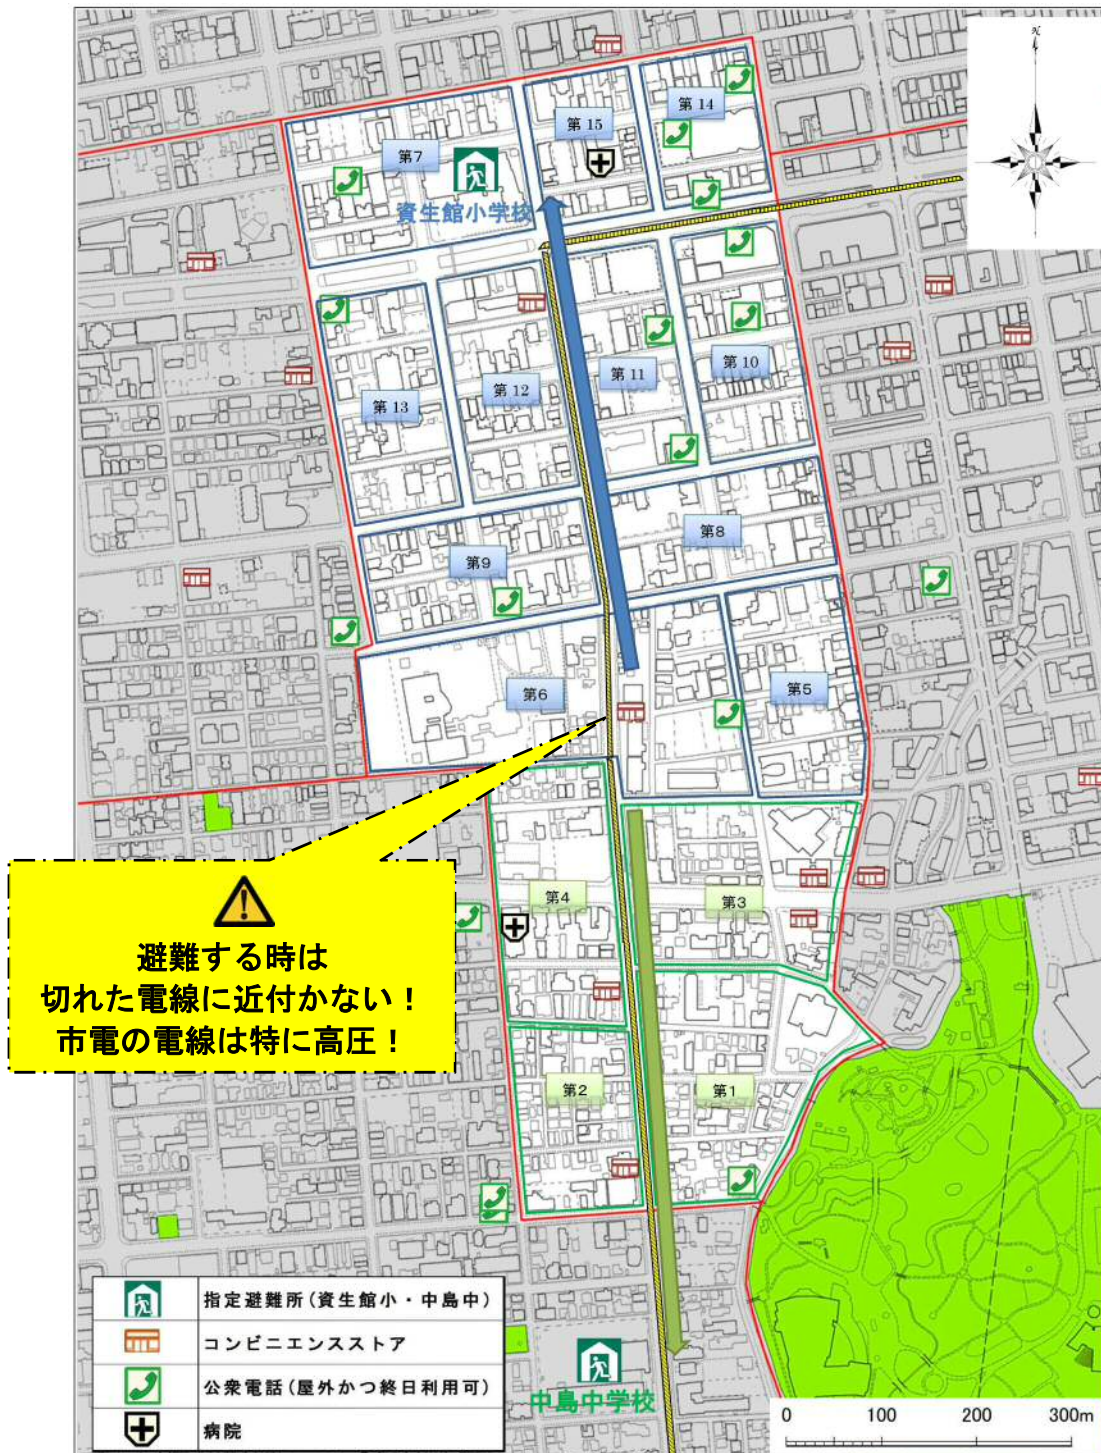 N
第14
第15
第7
資生館小学校
第10
第11
第12
第13
第8
第9
第6
第5
第4
第3
避難する時は
切れた電線に近付かない！
市電の電線は特に高圧！
第2
第1
指定避難所(資生館小・中島中)
コンビニエンスストア
公衆電話(屋外かつ終日利用可)
病院
中島中学校
0 100 200 300m